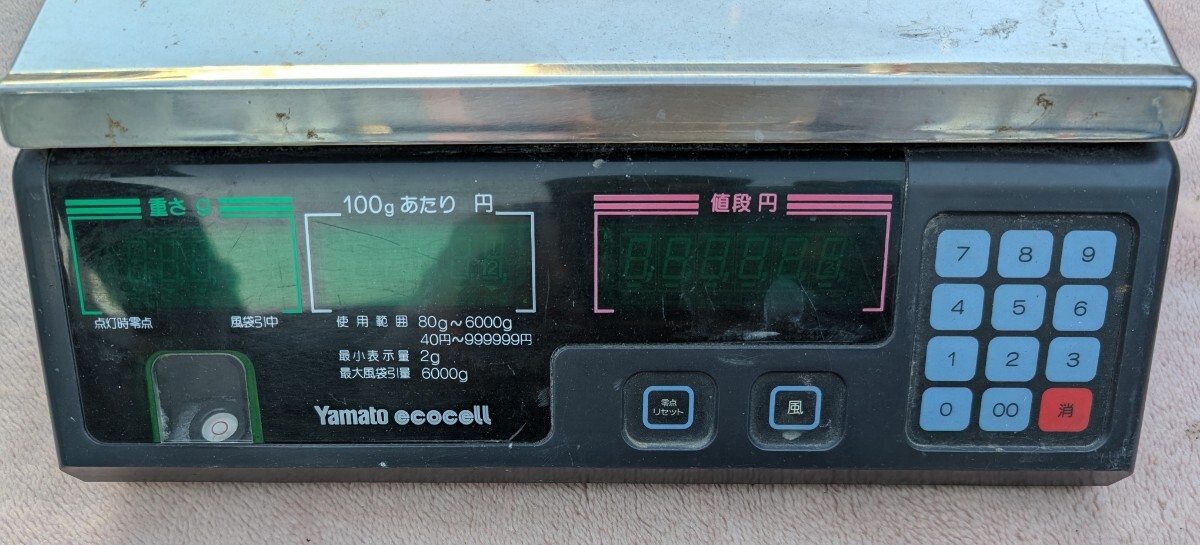 重さ g
100gあたり 円
値段 円
点灯時零点 風袋引中
使用範囲 80g～6000g
40円～999999円
最小表示量 2g
最大風袋引量 6000g
Yamato ecocell
零点
リセット
風
7 8 9
4 5 6
1 2 3
0 00 消